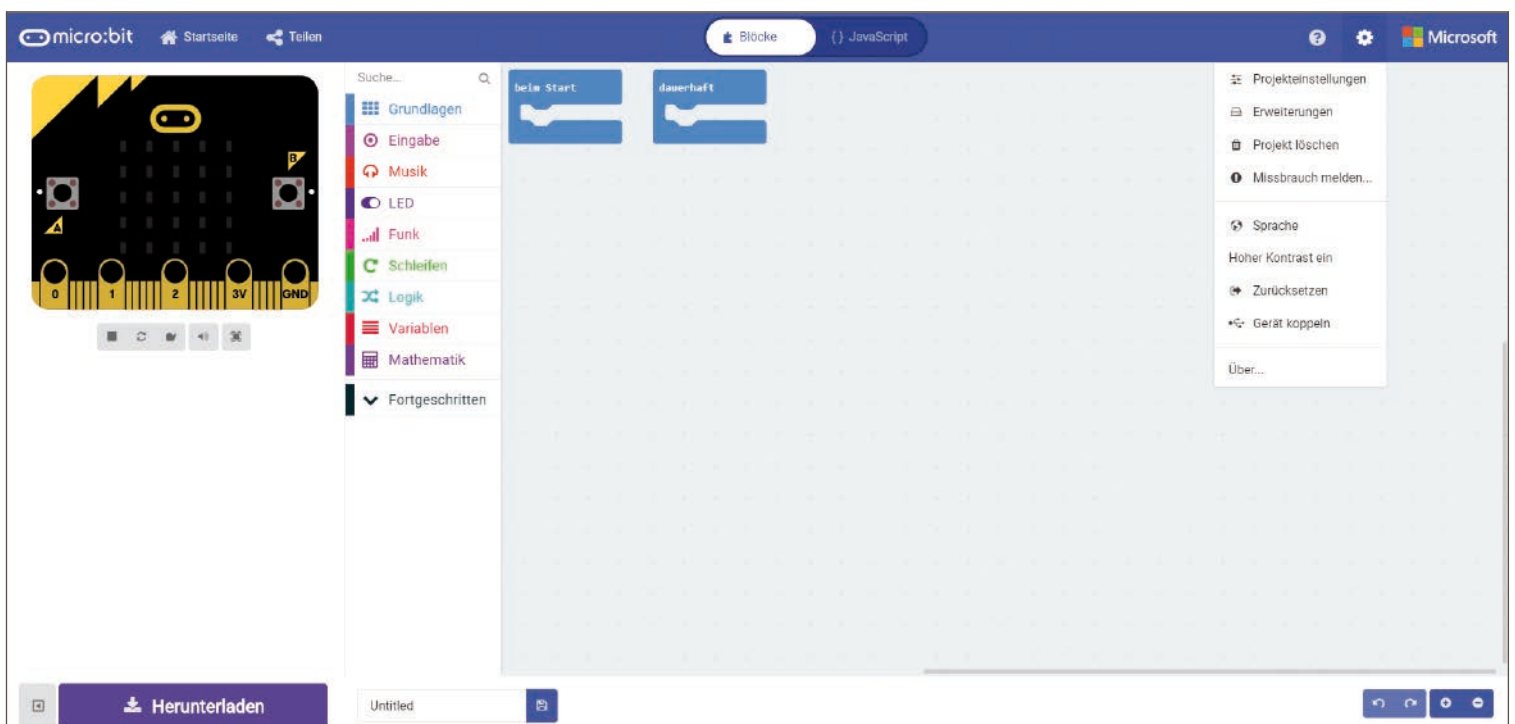 micro:bit Startseite Teilen Blöcke {} JavaScript Microsoft
Suche...
Grundlagen
Eingabe
Musik
LED
Funk
Schleifen
Logik
Variablen
Mathematik
Fortgeschritten
B
A
0 1 2 3V GND
beim Start
dauerhaft
Projekteinstellungen
Erweiterungen
Projekt löschen
Missbrauch melden...
Sprache
Hoher Kontrast ein
Zurücksetzen
Gerät koppeln
Über...
Herunterladen
Untitled